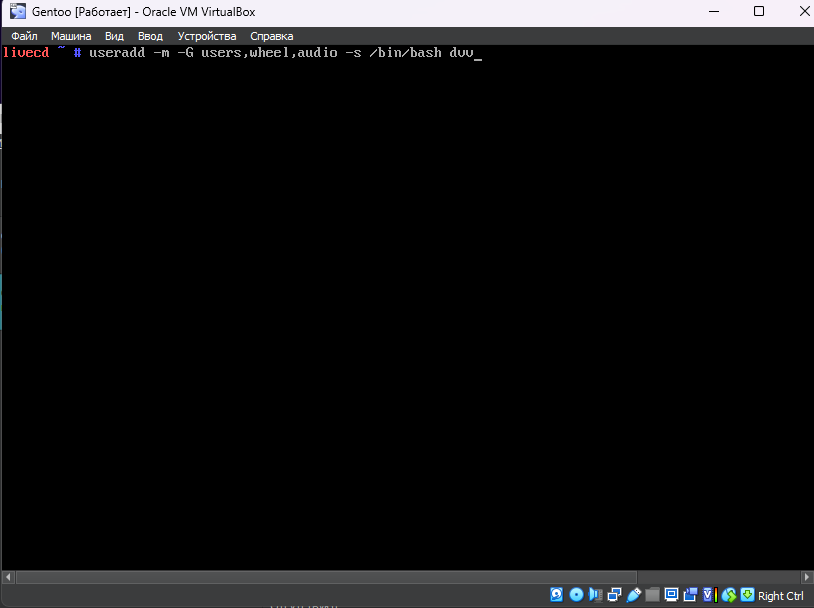 Gentoo [Работает] - Oracle VM VirtualBox
Файл Машина Вид Ввод Устройства Справка
livecd ~ # useradd -m -G users,wheel,audio -s /bin/bash dvv_
Right Ctrl